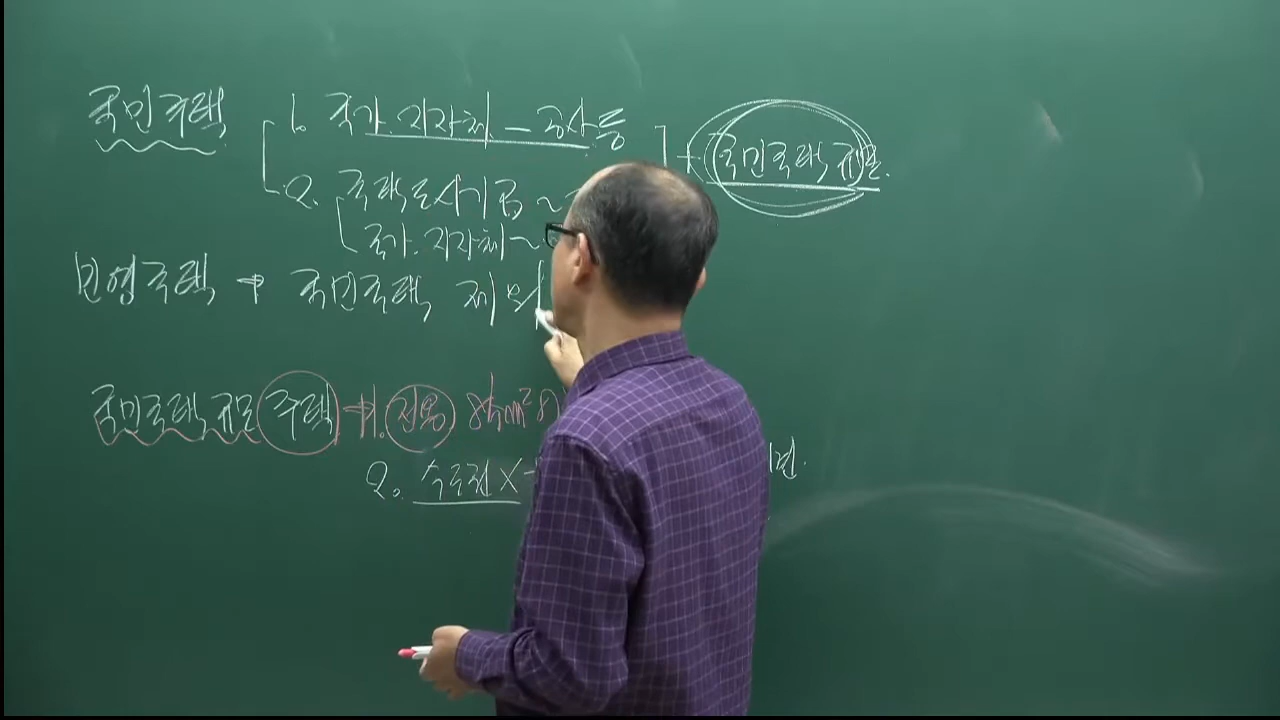 국민주택 1. 국가.지자체. - 공사등
2. 주택도시기금 ~
국가.지자체 ~
+ 국민주택 규모.
민영주택 → 국민주택 제외
국민주택 규모 주택 → 1. 전용 85m² 이
2. 수도권 X -
면.